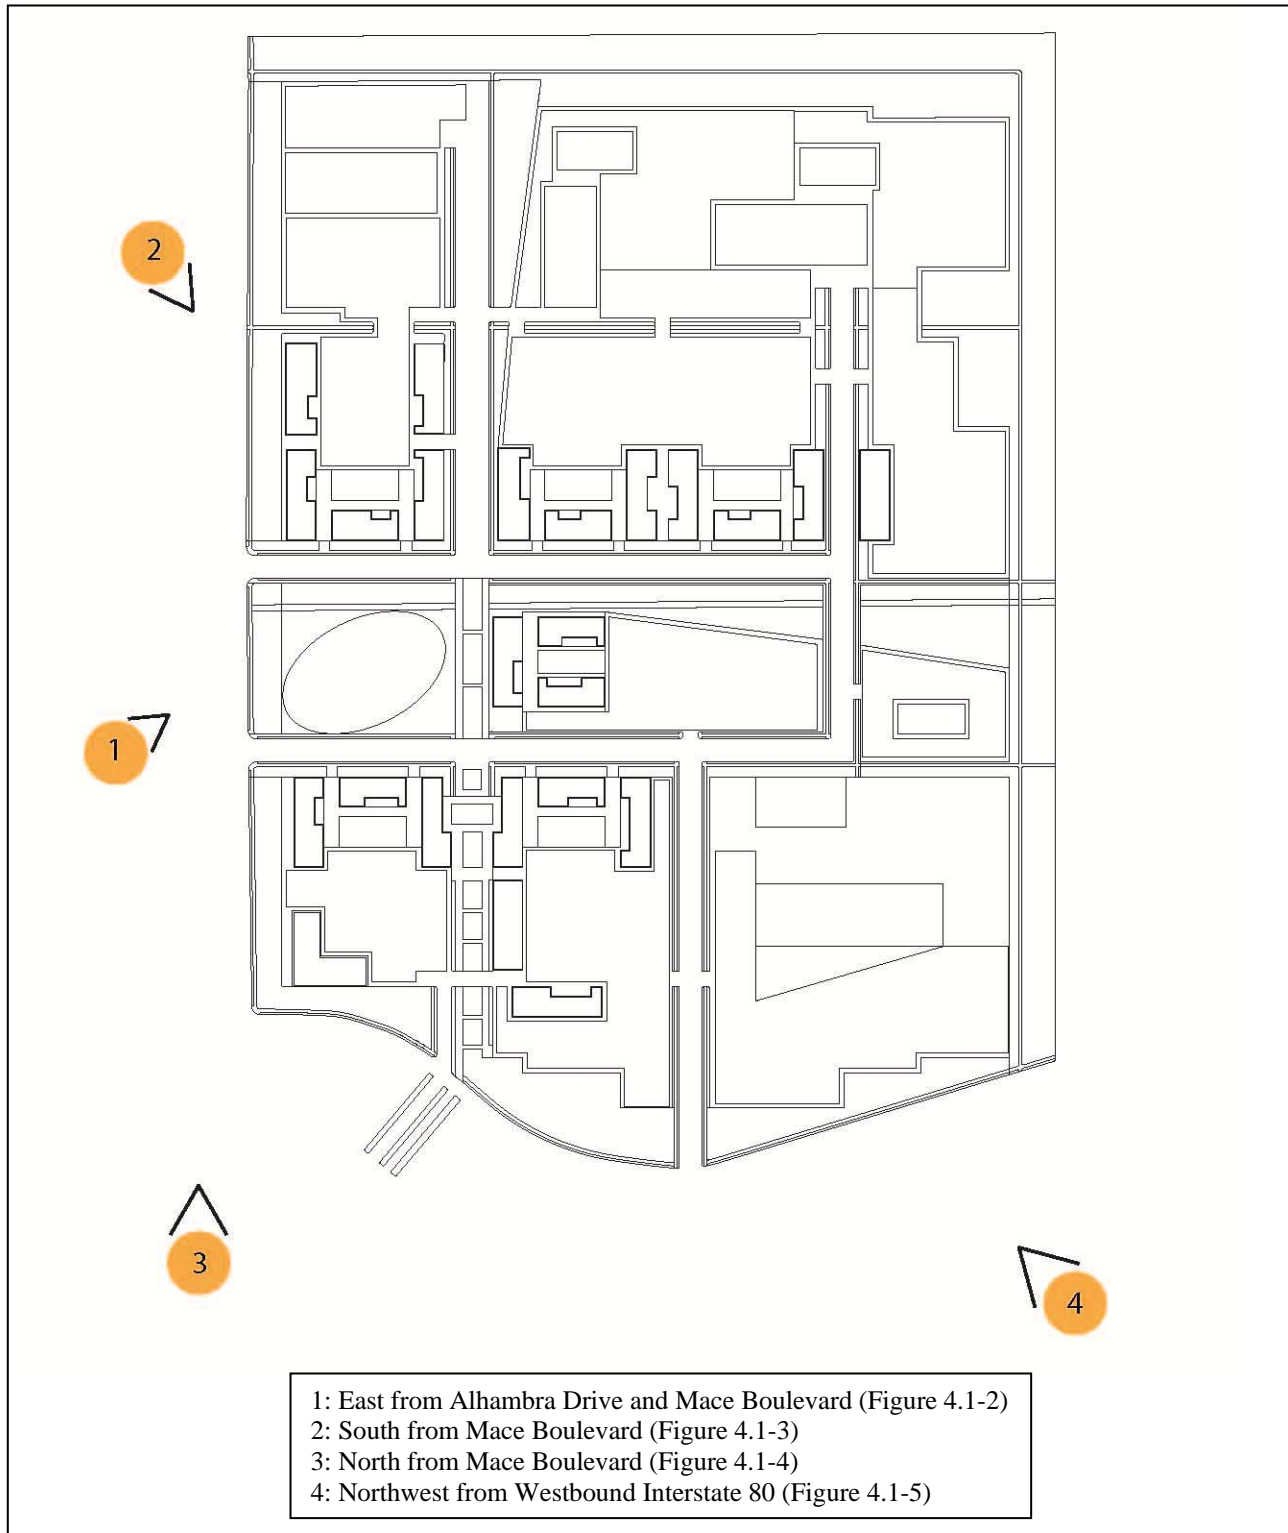 2
1
3
4
1: East from Alhambra Drive and Mace Boulevard (Figure 4.1-2)
2: South from Mace Boulevard (Figure 4.1-3)
3: North from Mace Boulevard (Figure 4.1-4)
4: Northwest from Westbound Interstate 80 (Figure 4.1-5)